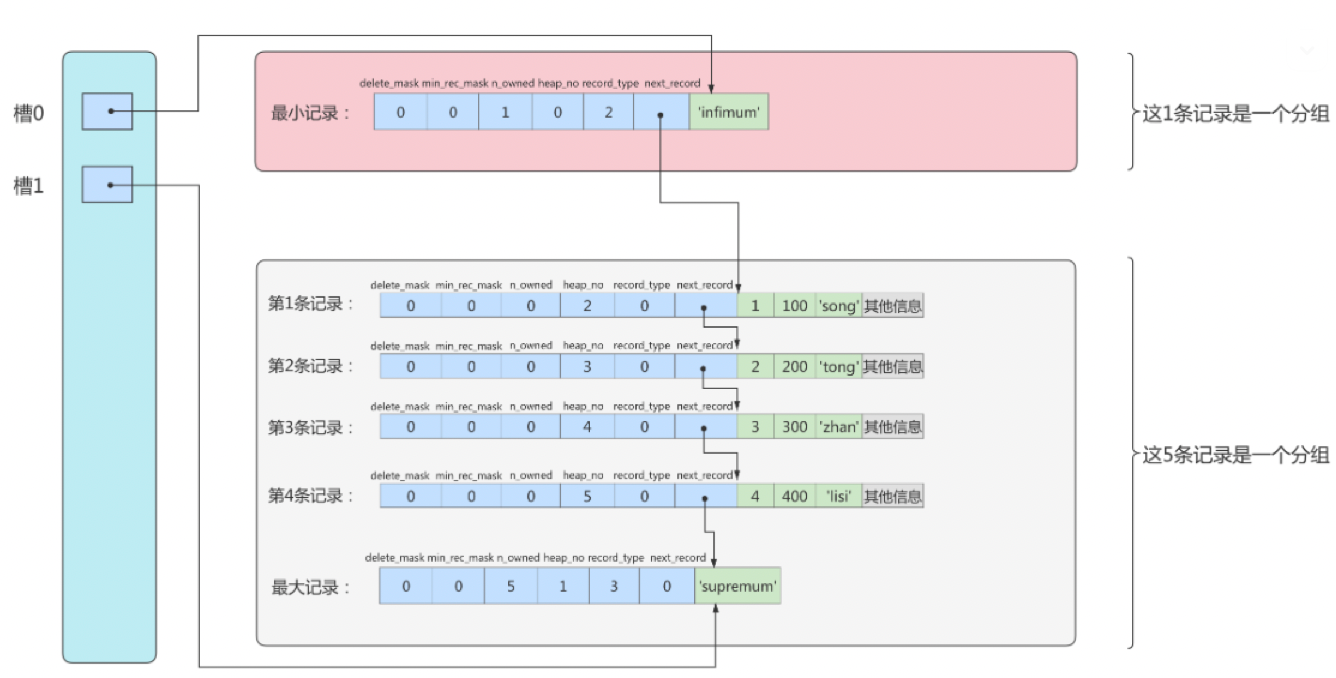 delete_mask min_rec_mask n_owned heap_no record_type next_record
槽0
最小记录：
0 0 1 0 2 'infimum'
这1条记录是一个分组
槽1
delete_mask min_rec_mask n_owned heap_no record_type next_record
第1条记录：
0 0 0 2 0 1 100 'song' 其他信息
delete_mask min_rec_mask n_owned heap_no record_type next_record
第2条记录：
0 0 0 3 0 2 200 'tong' 其他信息
delete_mask min_rec_mask n_owned heap_no record_type next_record
第3条记录：
0 0 0 4 0 3 300 'zhan' 其他信息
这5条记录是一个分组
delete_mask min_rec_mask n_owned heap_no record_type next_record
第4条记录：
0 0 0 5 0 4 400 'lisi' 其他信息
delete_mask min_rec_mask n_owned heap_no record_type next_record
最大记录：
0 0 5 1 3 0 'supremum'